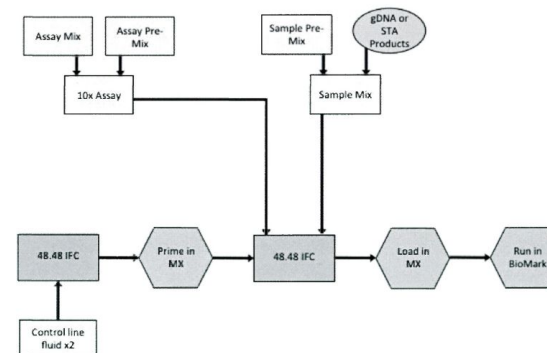 Assay Mix
Assay Pre-
Mix
Sample Pre-
Mix
gDNA or
STA
Products
10x Assay
Sample Mix
48.48 IFC
Prime in
MX
48.48 IFC
Load in
MX
Run in
BioMark
Control line
fluid x2